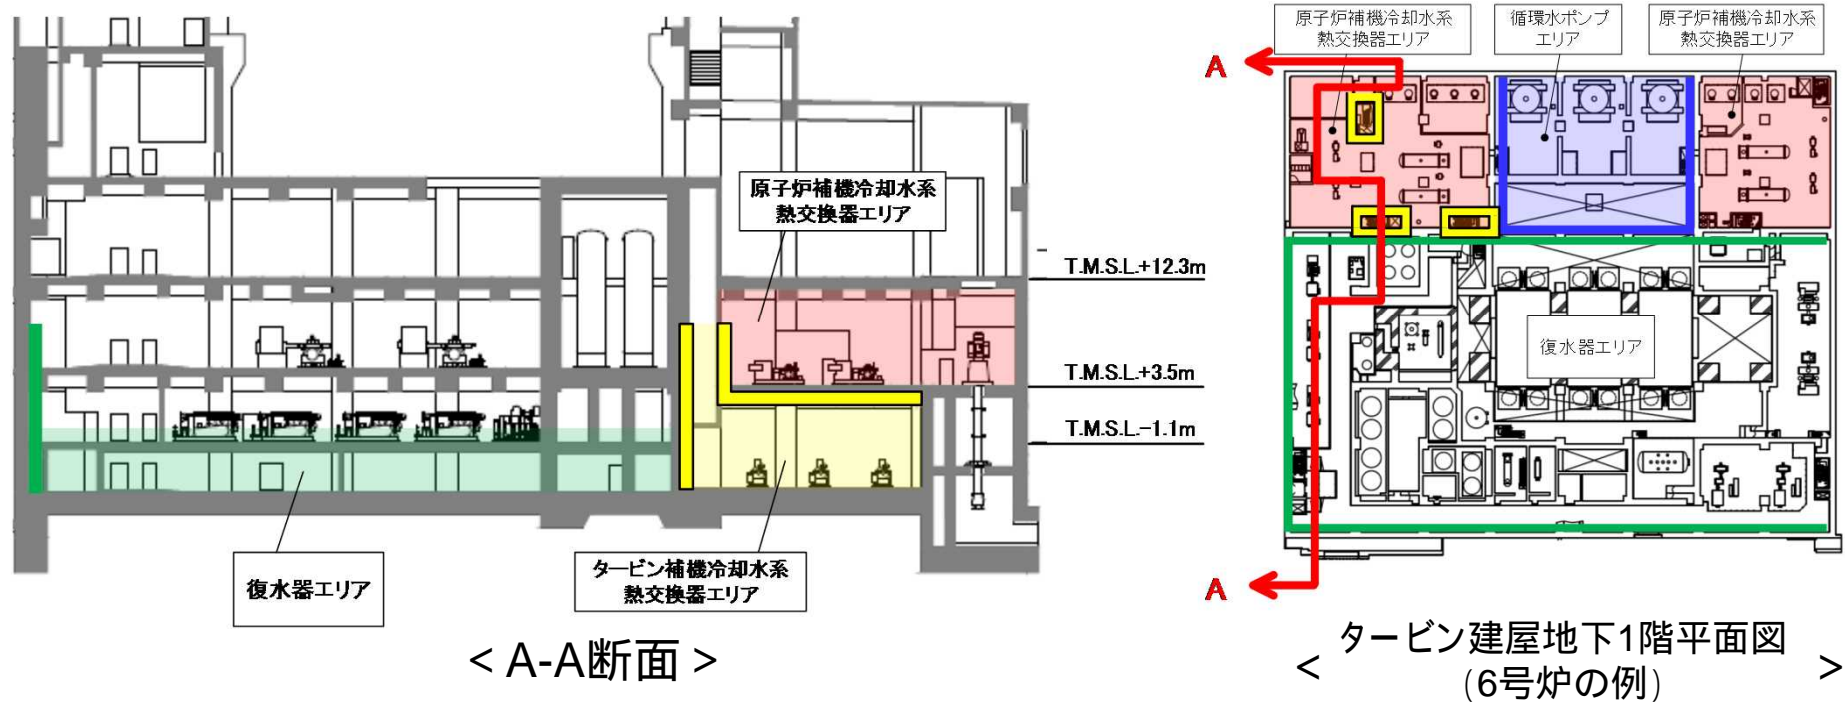 原子炉補機冷却水系
熱交換器エリア
T.M.S.L.+12.3m
T.M.S.L.+3.5m
T.M.S.L.-1.1m
復水器エリア
タービン補機冷却水系
熱交換器エリア
<A-A断面>
原子炉補機冷却水系
熱交換器エリア
循環水ポンプ
エリア
原子炉補機冷却水系
熱交換器エリア
A
復水器エリア
A
<タービン建屋地下1階平面図
(6号炉の例)>